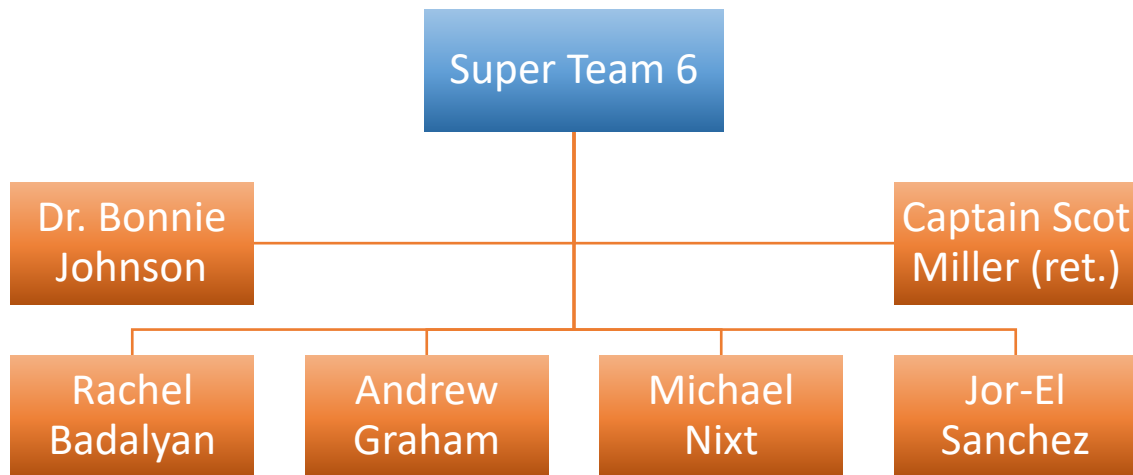 Super Team 6
Dr. Bonnie
Johnson
Captain Scot
Miller (ret.)
Rachel
Badalyan
Andrew
Graham
Michael
Nixt
Jor-El
Sanchez